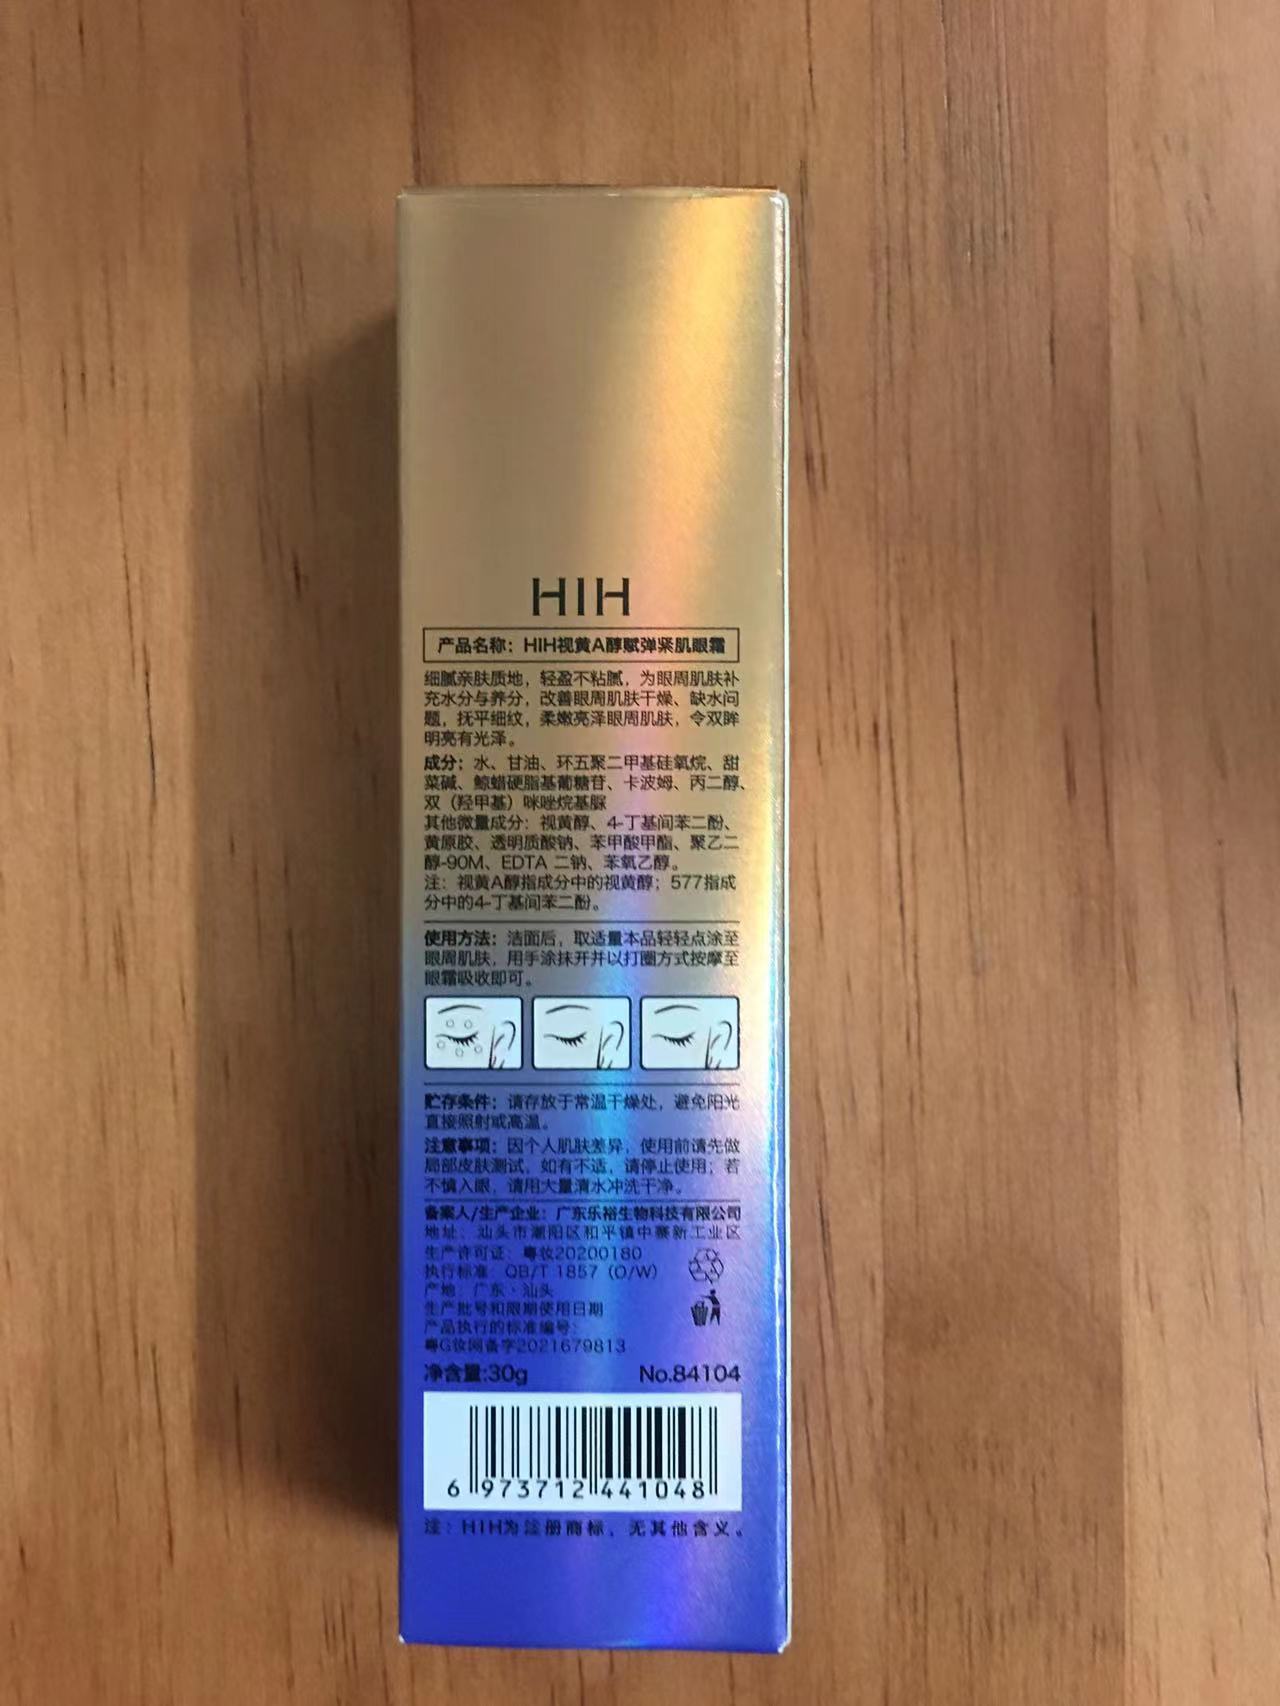 HIH
产品名称：HIH视黄A醇赋弹紧肌眼霜
细腻亲肤质地，轻盈不粘腻，为眼周肌肤补
充水分与养分，改善眼周肌肤干燥、缺水问
题，抚平细纹，柔嫩亮泽眼周肌肤，令双眸
明亮有光泽。
成分：水、甘油、环五聚二甲基硅氧烷、甜
菜碱、鲸蜡硬脂基葡糖苷、卡波姆、丙二醇、
双（羟甲基）咪唑烷基脲
其他微量成分：视黄醇、4-丁基间苯二酚、
黄原胶、透明质酸钠、苯甲酸甲酯、聚乙二
醇-90M、EDTA 二钠、苯氧乙醇。
注：视黄A醇指成分中的视黄醇；577指成
分中的4-丁基间苯二酚。
使用方法：洁面后，取适量本品轻轻点涂至
眼周肌肤，用手涂抹开并以打圈方式按摩至
眼霜吸收即可。
贮存条件：请存放于常温干燥处，避免阳光
直接照射或高温。
注意事项：因个人肌肤差异，使用前请先做
局部皮肤测试，如有不适，请停止使用；若
不慎入眼，请用大量清水冲洗干净。
备案人/生产企业：广东乐裕生物科技有限公司
地址：汕头市潮阳区和平镇中寨新工业区
生产许可证：粤妆20200180
执行标准：QB/T 1857（O/W）
产地：广东·汕头
生产批号和限期使用日期
产品执行的标准编号：
粤G妆网备字2021679813
净含量:30g No.84104
6 973712 441048
注：HIH为注册商标，无其他含义。